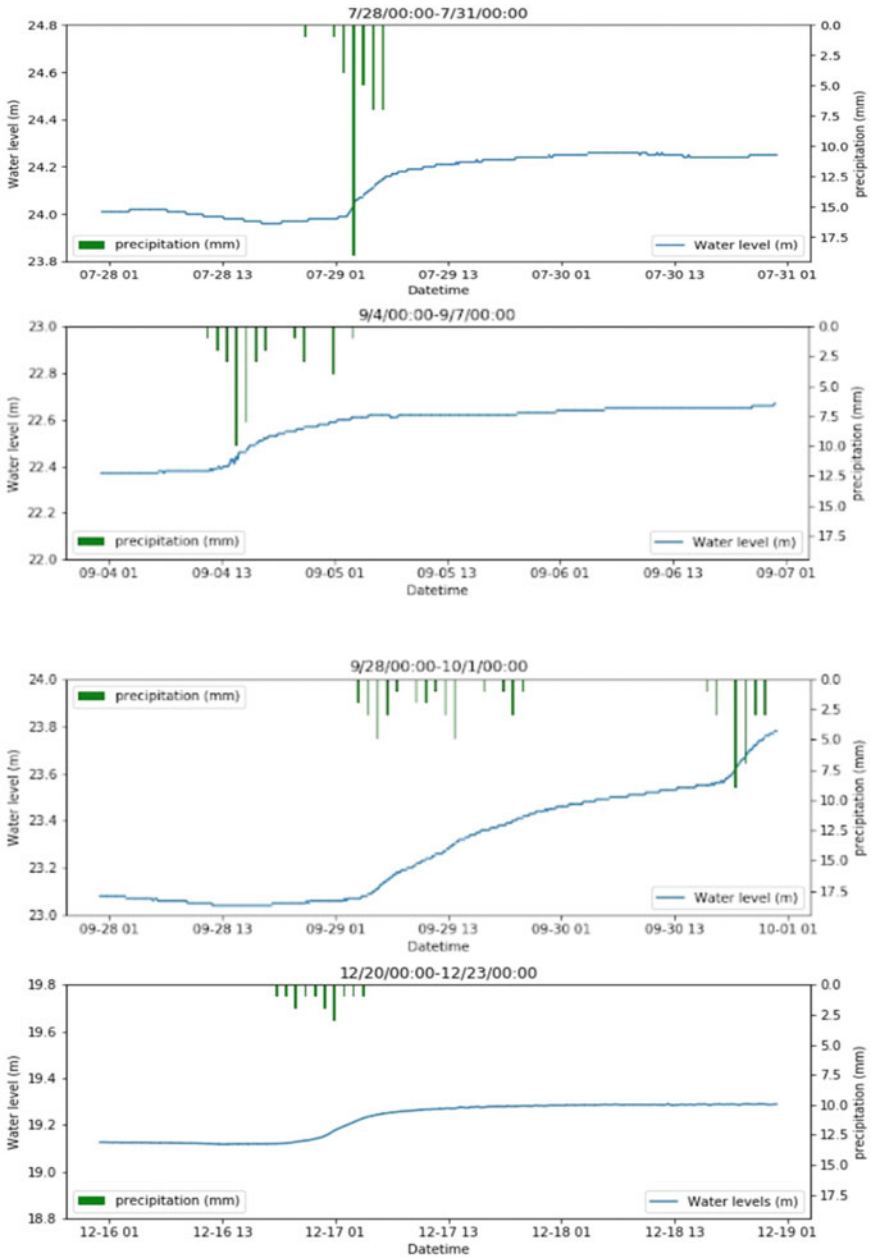 7/28/00:00-7/31/00:00
24.8
24.6
24.4
24.2
24.0
23.8
Water level (m)
0.0
2.5
5.0
7.5
10.0
12.5
15.0
17.5
precipitation (mm)
precipitation (mm)
Water level (m)
07-28 01 07-28 13 07-29 01 07-29 13 07-30 01 07-30 13 07-31 01
Datetime
9/4/00:00-9/7/00:00
23.0
22.8
22.6
22.4
22.2
22.0
Water level (m)
0.0
2.5
5.0
7.5
10.0
12.5
15.0
17.5
precipitation (mm)
precipitation (mm)
Water level (m)
09-04 01 09-04 13 09-05 01 09-05 13 09-06 01 09-06 13 09-07 01
Datetime
9/28/00:00-10/1/00:00
24.0
23.8
23.6
23.4
23.2
23.0
Water level (m)
0.0
2.5
5.0
7.5
10.0
12.5
15.0
17.5
precipitation (mm)
precipitation (mm)
Water level (m)
09-28 01 09-28 13 09-29 01 09-29 13 09-30 01 09-30 13 10-01 01
Datetime
12/20/00:00-12/23/00:00
19.8
19.6
19.4
19.2
19.0
18.8
Water level (m)
0.0
2.5
5.0
7.5
10.0
12.5
15.0
17.5
precipitation (mm)
precipitation (mm)
Water levels (m)
12-16 01 12-16 13 12-17 01 12-17 13 12-18 01 12-18 13 12-19 01
Datetime